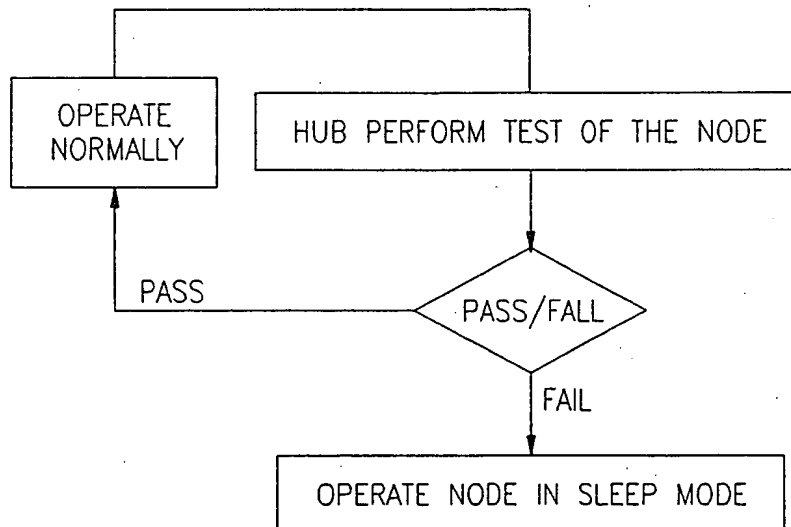 OPERATE
NORMALLY
HUB PERFORM TEST OF THE NODE
PASS
PASS/FALL
FAIL
OPERATE NODE IN SLEEP MODE